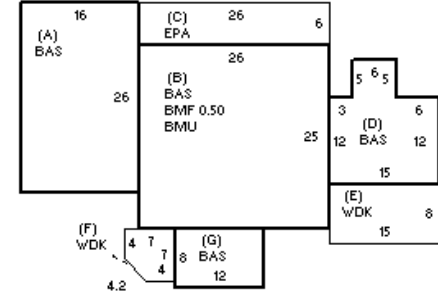 16
(A)
BAS
26
(C) 26 6
EPA
26
(B)
BAS
BMF 0.50
BMU
25
5 6 5
3 6
(D)
12 BAS 12
15
(E)
WDK 8
15
(F)
WDK
4 7
7
4
4.2
(G)
8 BAS
12